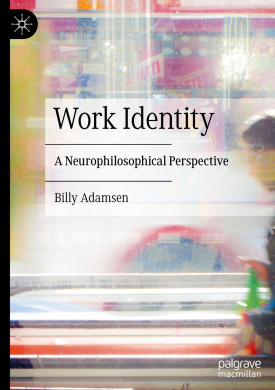 Work Identity
A Neurophilosophical Perspective
Billy Adamsen
palgrave
macmillan